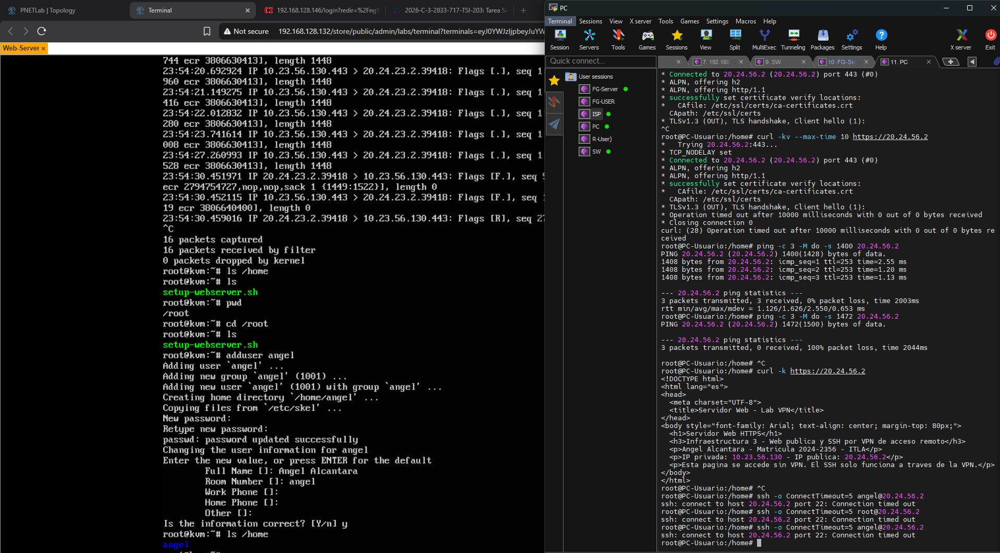 PNETLab | Topology
Terminal
192.168.128.146/login?redir=%2Fng
2026-C-3-2833-717-TSI-203: Tarea Se
Not secure 192.168.128.132/store/public/admin/labs/terminal?terminals=eyJ0YWJzIjpbeyJuYW
Web-Server ×
744 ecr 3806630413], length 1448
23:54:20.692924 IP 10.23.56.130.443 > 20.24.23.2.39418: Flags [.], seq 1
960 ecr 3806630413], length 1448
23:54:21.149275 IP 10.23.56.130.443 > 20.24.23.2.39418: Flags [.], seq 1
416 ecr 3806630413], length 1448
23:54:22.012832 IP 10.23.56.130.443 > 20.24.23.2.39418: Flags [.], seq 1
280 ecr 3806630413], length 1448
23:54:23.741614 IP 10.23.56.130.443 > 20.24.23.2.39418: Flags [.], seq 1
008 ecr 3806630413], length 1448
23:54:27.260993 IP 10.23.56.130.443 > 20.24.23.2.39418: Flags [.], seq 1
528 ecr 3806630413], length 1448
23:54:30.451971 IP 20.24.23.2.39418 > 10.23.56.130.443: Flags [F.], seq 5
ecr 2794754727,nop,nop,sack 1 {1449:1522}], length 0
23:54:30.452115 IP 10.23.56.130.443 > 20.24.23.2.39418: Flags [F.], seq 1
19 ecr 3806640400], length 0
23:54:30.459016 IP 20.24.23.2.39418 > 10.23.56.130.443: Flags [R], seq 27
^C
16 packets captured
16 packets received by filter
0 packets dropped by kernel
root@kvm:~# ls /home
root@kvm:~# ls
setup-webserver.sh
root@kvm:~# pwd
/root
root@kvm:~# cd /root
root@kvm:~# ls
setup-webserver.sh
root@kvm:~# adduser angel
Adding user `angel' ...
Adding new group `angel' (1001) ...
Adding new user `angel' (1001) with group `angel' ...
Creating home directory `/home/angel' ...
Copying files from `/etc/skel' ...
New password:
Retype new password:
passwd: password updated successfully
Changing the user information for angel
Enter the new value, or press ENTER for the default
Full Name []: Angel Alcantara
Room Number []: angel
Work Phone []:
Home Phone []:
Other []:
Is the information correct? [Y/n] y
root@kvm:~# ls /home
angel
PC
Terminal Sessions View X server Tools Games Settings Macros Help
Session Servers Tools Games Sessions View Split MultiExec Tunneling Packages Settings Help X server Exit
Quick connect...
7. 192.168
9. SW
10. FG-Se
11. PC
User sessions
FG-Server
FG-USER
ISP
PC
R-User)
SW
* Connected to 20.24.56.2 (20.24.56.2) port 443 (#0)
* ALPN, offering h2
* ALPN, offering http/1.1
* successfully set certificate verify locations:
*   CAfile: /etc/ssl/certs/ca-certificates.crt
CApath: /etc/ssl/certs
* TLSv1.3 (OUT), TLS handshake, Client hello (1):
^C
root@PC-Usuario:/home# curl -kv --max-time 10 https://20.24.56.2
*   Trying 20.24.56.2:443...
* TCP_NODELAY set
* Connected to 20.24.56.2 (20.24.56.2) port 443 (#0)
* ALPN, offering h2
* ALPN, offering http/1.1
* successfully set certificate verify locations:
*   CAfile: /etc/ssl/certs/ca-certificates.crt
CApath: /etc/ssl/certs
* TLSv1.3 (OUT), TLS handshake, Client hello (1):
* Operation timed out after 10000 milliseconds with 0 out of 0 bytes received
* Closing connection 0
curl: (28) Operation timed out after 10000 milliseconds with 0 out of 0 bytes re
ceived
root@PC-Usuario:/home# ping -c 3 -M do -s 1400 20.24.56.2
PING 20.24.56.2 (20.24.56.2) 1400(1428) bytes of data.
1408 bytes from 20.24.56.2: icmp_seq=1 ttl=253 time=2.55 ms
1408 bytes from 20.24.56.2: icmp_seq=2 ttl=253 time=1.20 ms
1408 bytes from 20.24.56.2: icmp_seq=3 ttl=253 time=1.13 ms
--- 20.24.56.2 ping statistics ---
3 packets transmitted, 3 received, 0% packet loss, time 2003ms
rtt min/avg/max/mdev = 1.126/1.626/2.550/0.653 ms
root@PC-Usuario:/home# ping -c 3 -M do -s 1472 20.24.56.2
PING 20.24.56.2 (20.24.56.2) 1472(1500) bytes of data.
--- 20.24.56.2 ping statistics ---
3 packets transmitted, 0 received, 100% packet loss, time 2044ms
root@PC-Usuario:/home# ^C
root@PC-Usuario:/home# curl -k https://20.24.56.2
<!DOCTYPE html>
<html lang="es">
<head>
<meta charset="UTF-8">
<title>Servidor Web - Lab VPN</title>
</head>
<body style="font-family: Arial; text-align: center; margin-top: 80px;">
<h1>Servidor Web HTTPS</h1>
<h3>Infraestructura 3 - Web publica y SSH por VPN de acceso remoto</h3>
<p>Angel Alcantara - Matricula 2024-2356 - ITLA</p>
<p>IP privada: 10.23.56.130 - IP publica: 20.24.56.2</p>
<p>Esta pagina se accede sin VPN. El SSH solo funciona a traves de la VPN.</p>
</body>
</html>
root@PC-Usuario:/home# ^C
root@PC-Usuario:/home# ssh -o ConnectTimeout=5 angel@20.24.56.2
ssh: connect to host 20.24.56.2 port 22: Connection timed out
root@PC-Usuario:/home# ssh -o ConnectTimeout=5 root@20.24.56.2
ssh: connect to host 20.24.56.2 port 22: Connection timed out
root@PC-Usuario:/home# ssh -o ConnectTimeout=5 angel@20.24.56.2
ssh: connect to host 20.24.56.2 port 22: Connection timed out
root@PC-Usuario:/home#